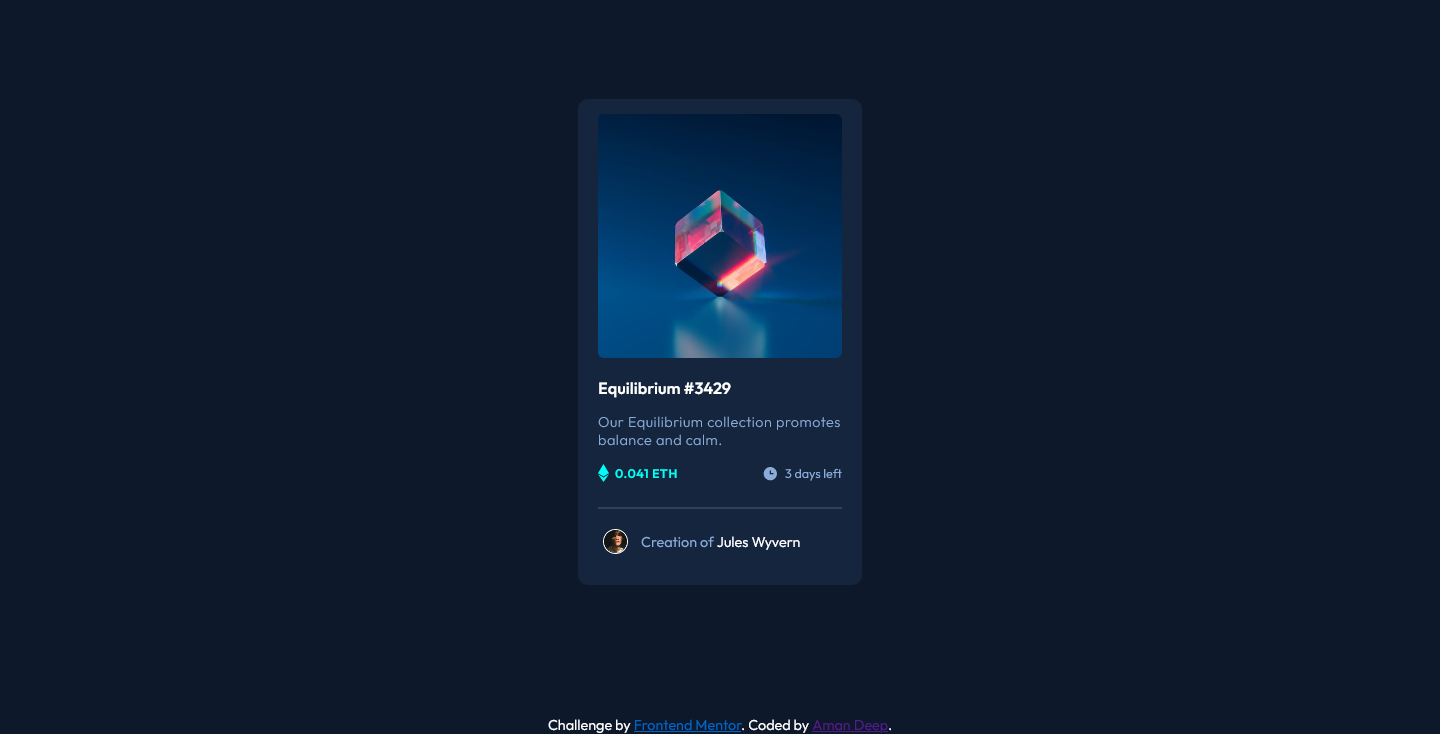 Equilibrium #3429
Our Equilibrium collection promotes
balance and calm.
0.041 ETH 3 days left
Creation of Jules Wyvern
Challenge by Frontend Mentor. Coded by Aman Deep.